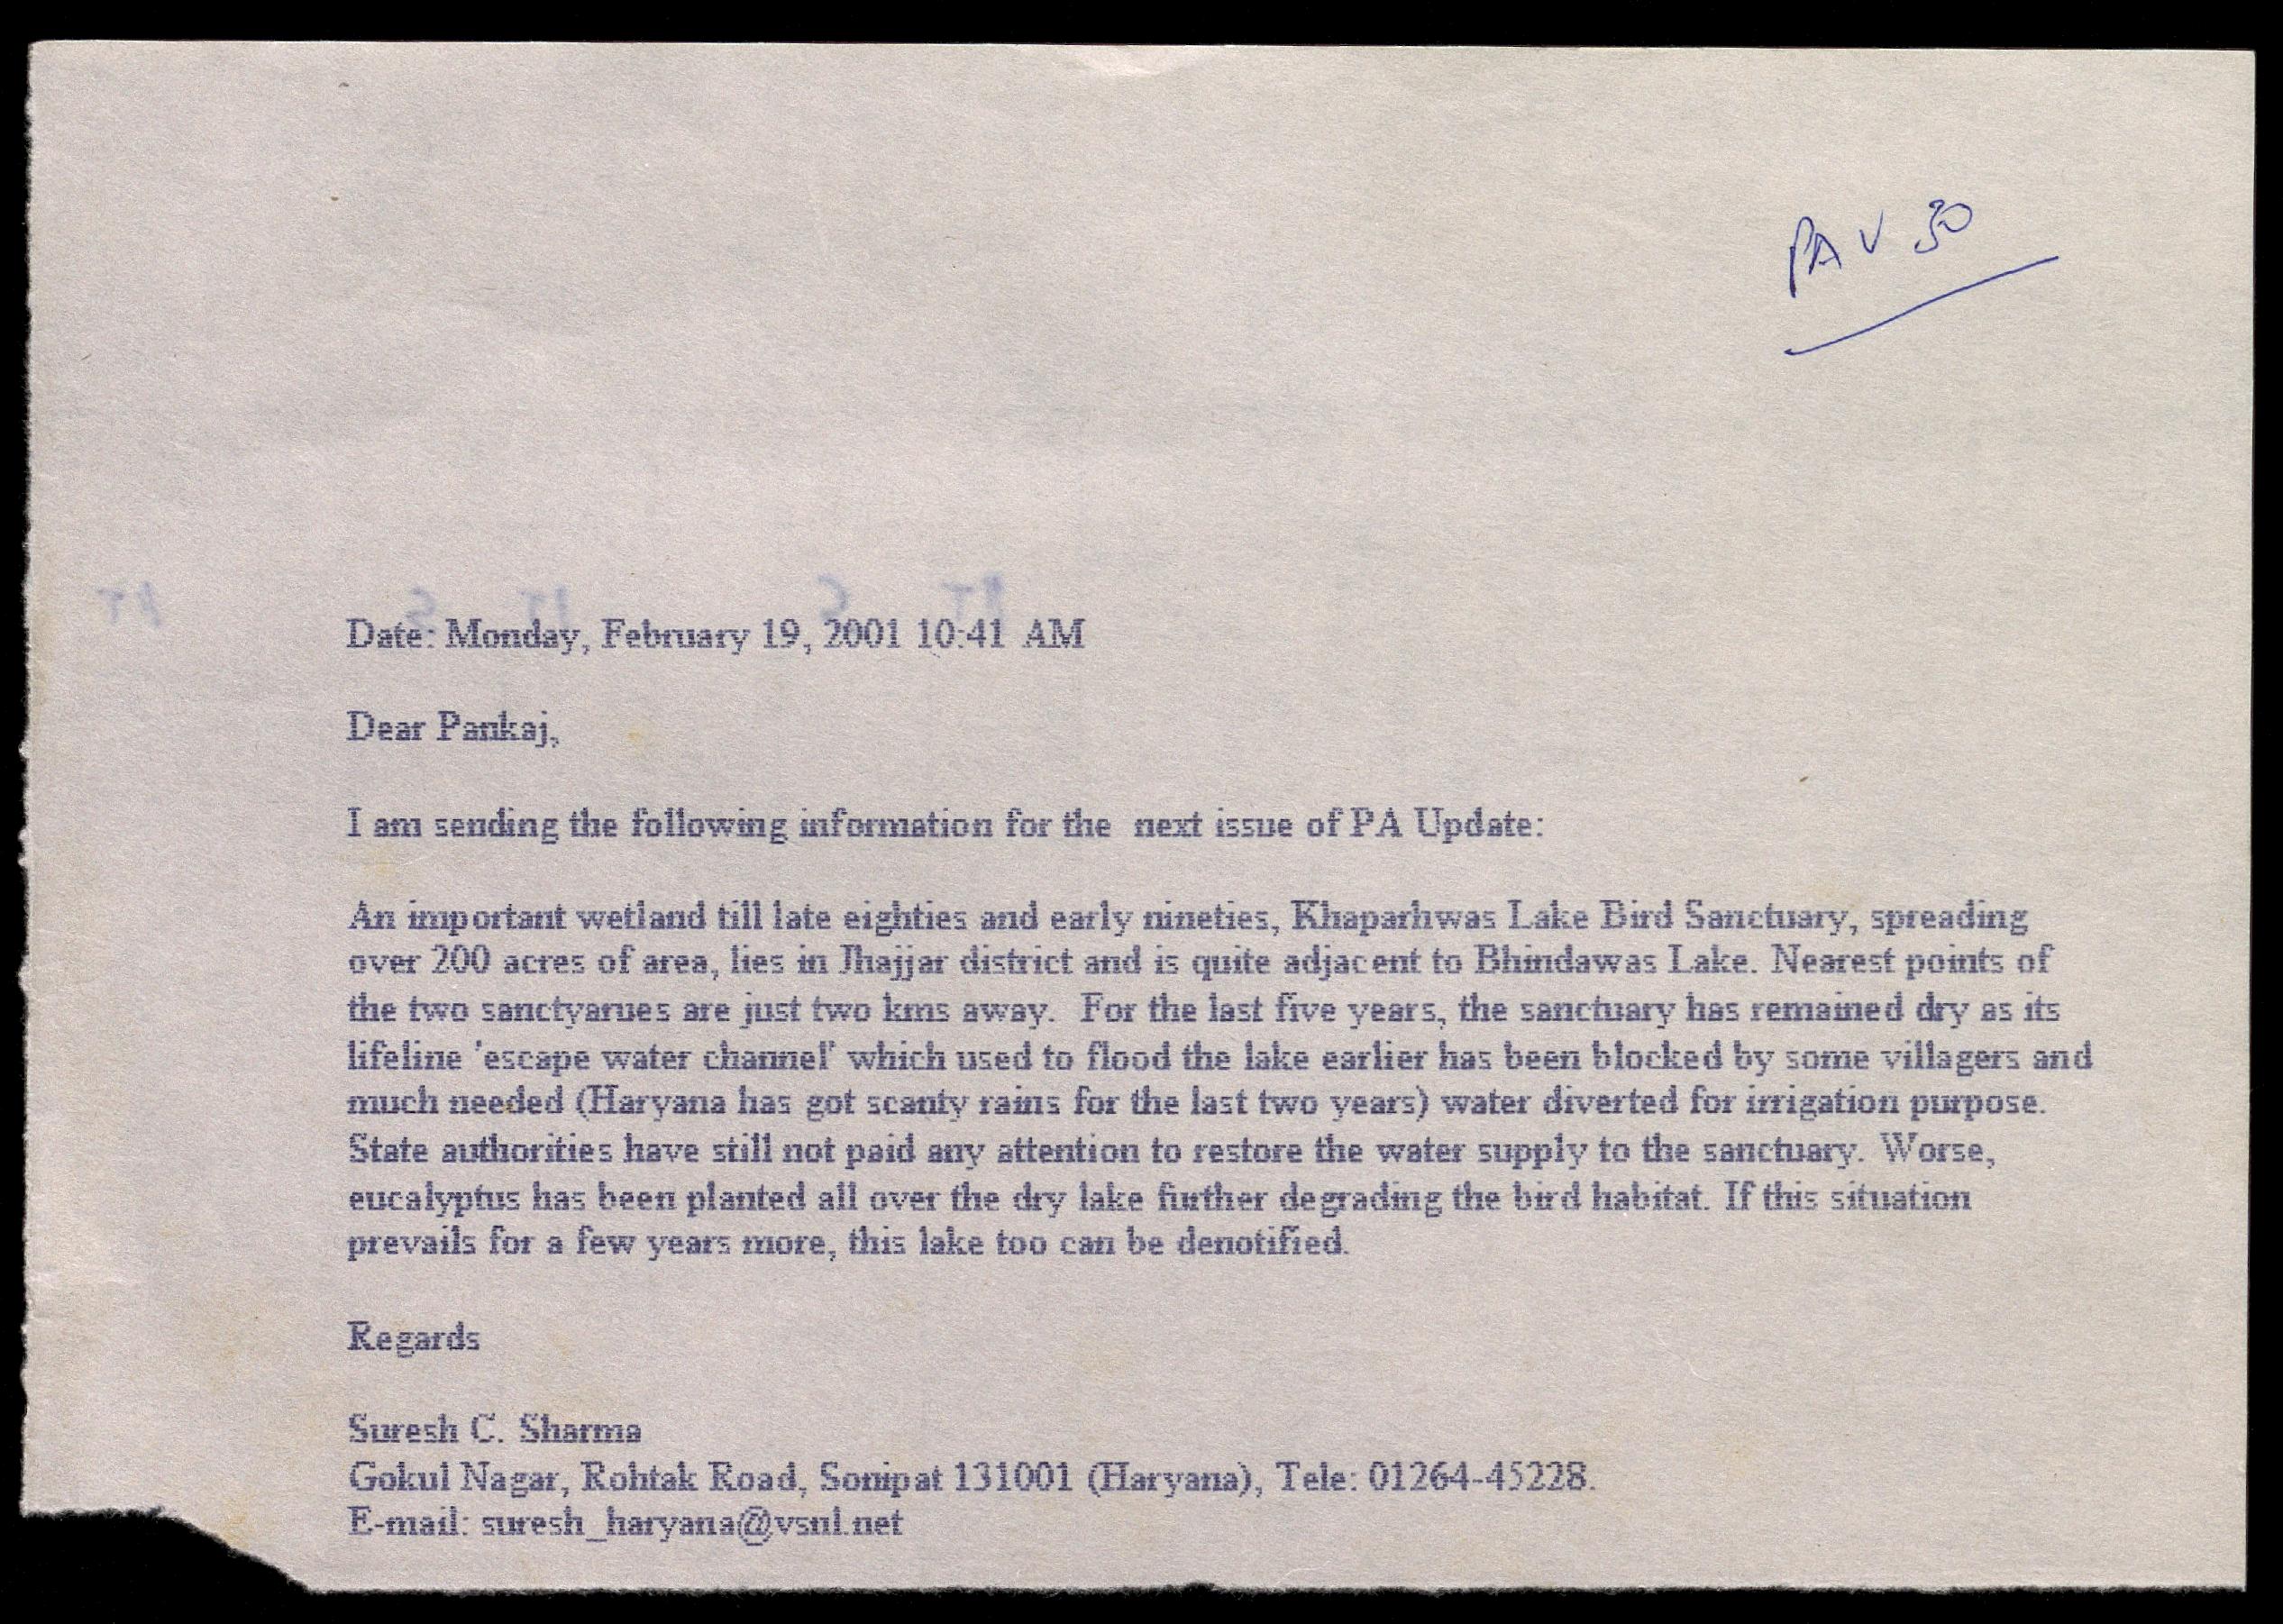 PAU 30
Date: Monday, February 19, 2001 10:41 AM
Dear Pankaj,
I am sending the following information for the next issue of PA Update:
An important wetland till late eighties and early nineties, Khaparhwas Lake Bird Sanctuary, spreading
over 200 acres of area, lies in Jhajjar district and is quite adjacent to Bhindawas Lake. Nearest points of
the two sanctyarues are just two kms away. For the last five years, the sanctuary has remained dry as its
lifeline 'escape water channel' which used to flood the lake earlier has been blocked by some villagers and
much needed (Haryana has got scanty rains for the last two years) water diverted for irrigation purpose.
State authorities have still not paid any attention to restore the water supply to the sanctuary. Worse,
eucalyptus has been planted all over the dry lake further degrading the bird habitat. If this situation
prevails for a few years more, this lake too can be denotified.
Regards
Suresh C. Sharma
Gokul Nagar, Rohtak Road, Sonipat 131001 (Haryana), Tele: 01264-45228.
E-mail: suresh_haryana@vsnl.net